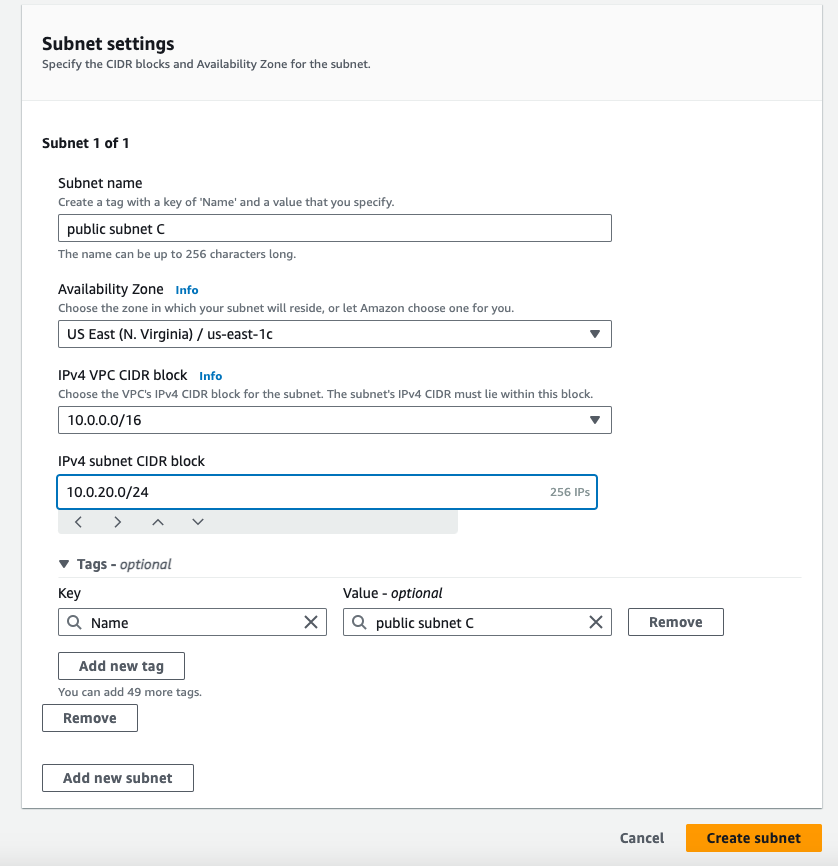 Subnet settings
Specify the CIDR blocks and Availability Zone for the subnet.
Subnet 1 of 1
Subnet name
Create a tag with a key of 'Name' and a value that you specify.
public subnet C
The name can be up to 256 characters long.
Availability Zone Info
Choose the zone in which your subnet will reside, or let Amazon choose one for you.
US East (N. Virginia) / us-east-1c
IPv4 VPC CIDR block Info
Choose the VPC's IPv4 CIDR block for the subnet. The subnet's IPv4 CIDR must lie within this block.
10.0.0.0/16
IPv4 subnet CIDR block
10.0.20.0/24 256 IPs
Tags - optional
Key Value - optional
Name public subnet C Remove
Add new tag
You can add 49 more tags.
Remove
Add new subnet
Cancel Create subnet